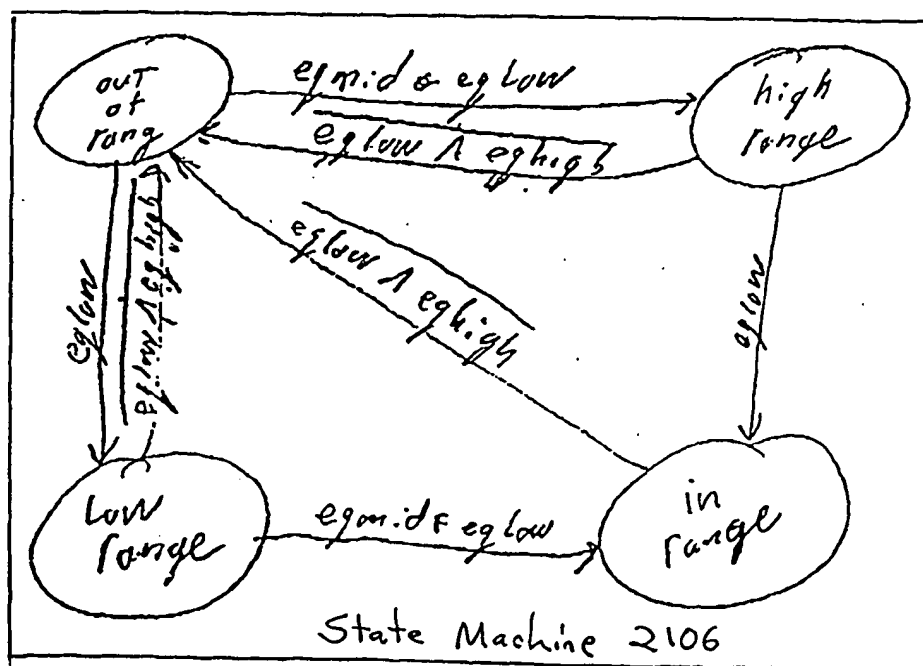 out
of
rang
eqmid & eqlow
high
range
eqlow Λ eqhigh
eqlow Λ eqhigh
eqlow
eqlow Λ eqhigh
eqlow
low
range
eqmid & eqlow
in
range
State Machine 2106